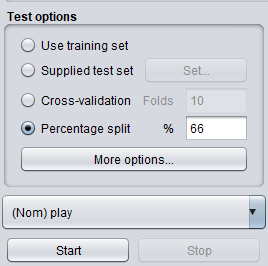 Test options
Use training set
Supplied test set Set...
Cross-validation Folds 10
Percentage split % 66
More options...
(Nom) play
Start Stop